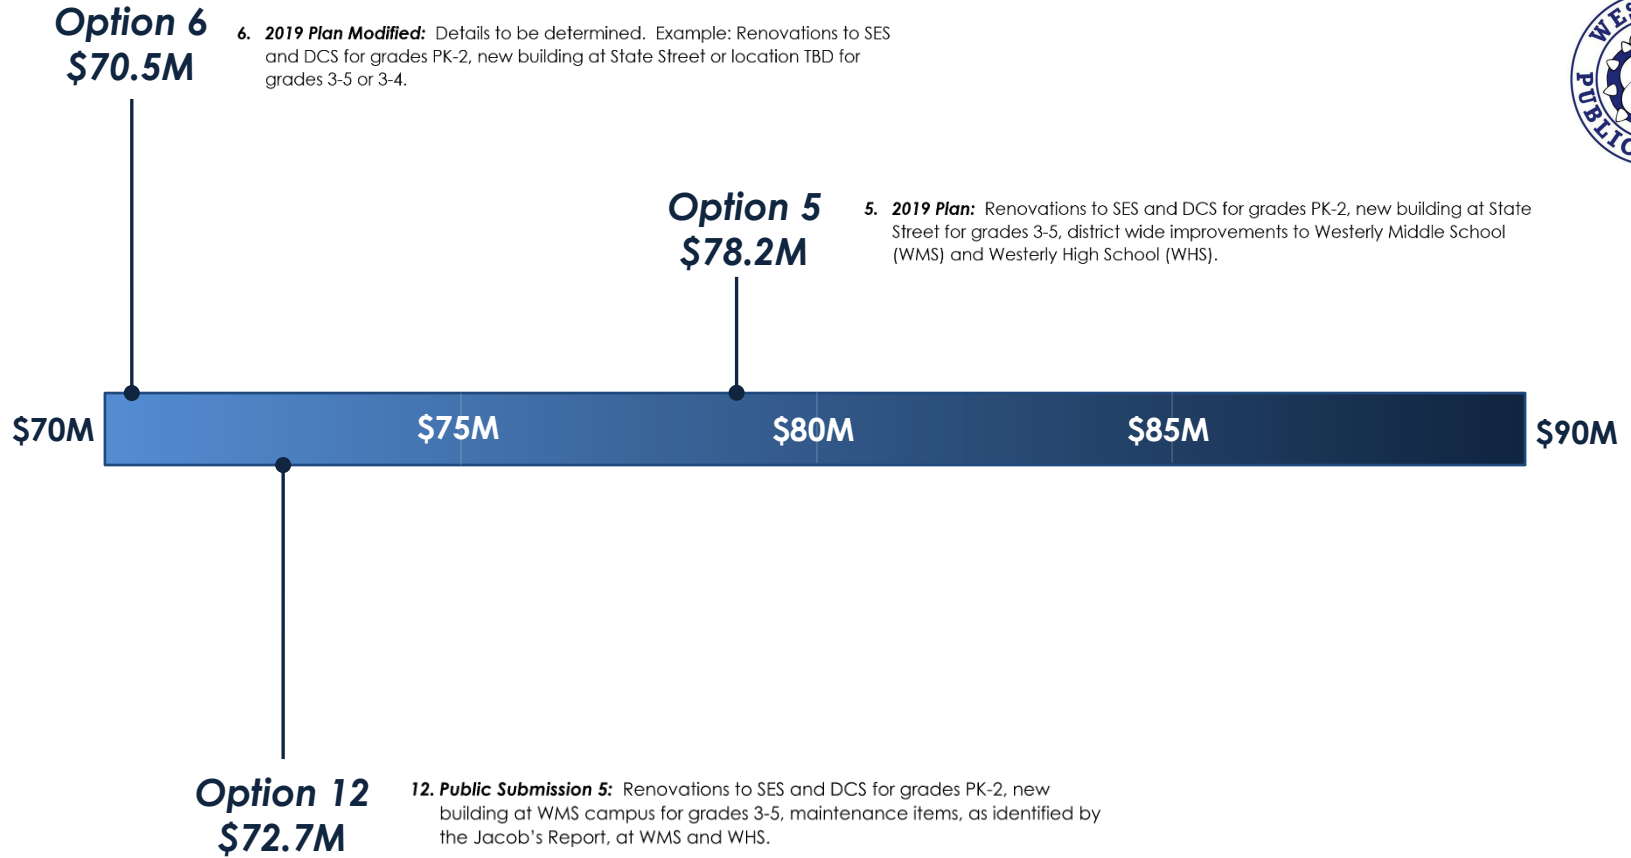 Option 6
$70.5M
6. 2019 Plan Modified: Details to be determined. Example: Renovations to SES
and DCS for grades PK-2, new building at State Street or location TBD for
grades 3-5 or 3-4.
PUBLIC
Option 5
$78.2M
5. 2019 Plan: Renovations to SES and DCS for grades PK-2, new building at State
Street for grades 3-5, district wide improvements to Westerly Middle School
(WMS) and Westerly High School (WHS).
$70M
$75M
$80M
$85M
$90M
Option 12
$72.7M
12. Public Submission 5: Renovations to SES and DCS for grades PK-2, new
building at WMS campus for grades 3-5, maintenance items, as identified by
the Jacob's Report, at WMS and WHS.